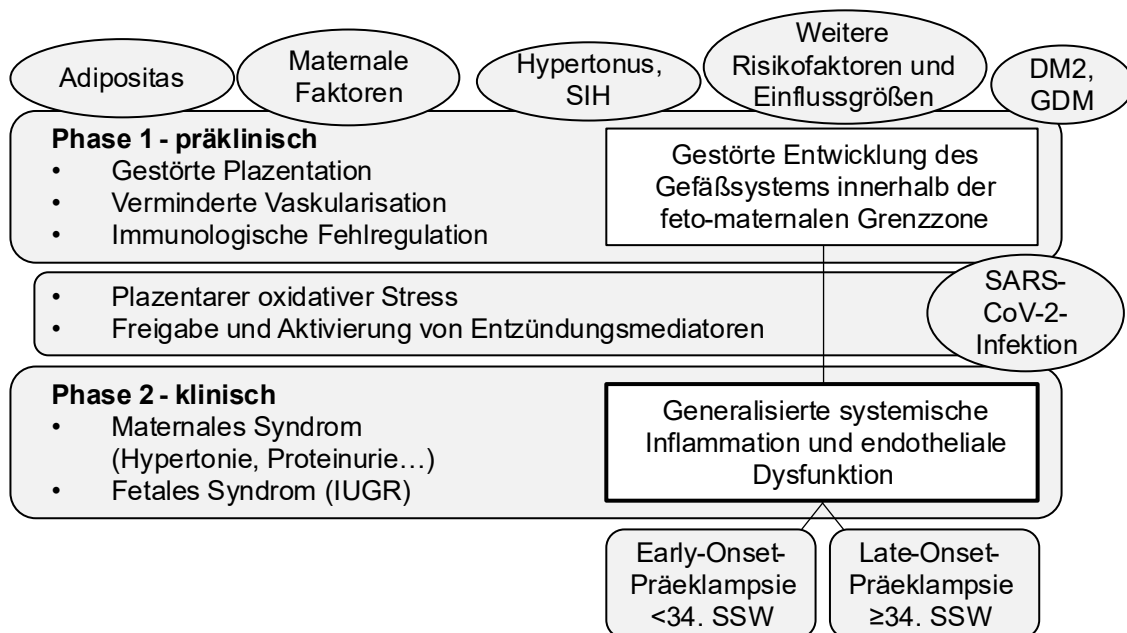 Adipositas
Maternale
Faktoren
Hypertonus,
SIH
Weitere
Risikofaktoren und
Einflussgrößen
DM2,
GDM
Phase 1 - präklinisch
• Gestörte Plazentation
• Verminderte Vaskularisation
• Immunologische Fehlregulation
Gestörte Entwicklung des
Gefäßsystems innerhalb der
feto-maternalen Grenzzone
• Plazentarer oxidativer Stress
• Freigabe und Aktivierung von Entzündungsmediatoren
SARS-
CoV-2-
Infektion
Phase 2 - klinisch
• Maternales Syndrom
(Hypertonie, Proteinurie…)
• Fetales Syndrom (IUGR)
Generalisierte systemische
Inflammation und endotheliale
Dysfunktion
Early-Onset-
Präeklampsie
<34. SSW
Late-Onset-
Präeklampsie
≥34. SSW